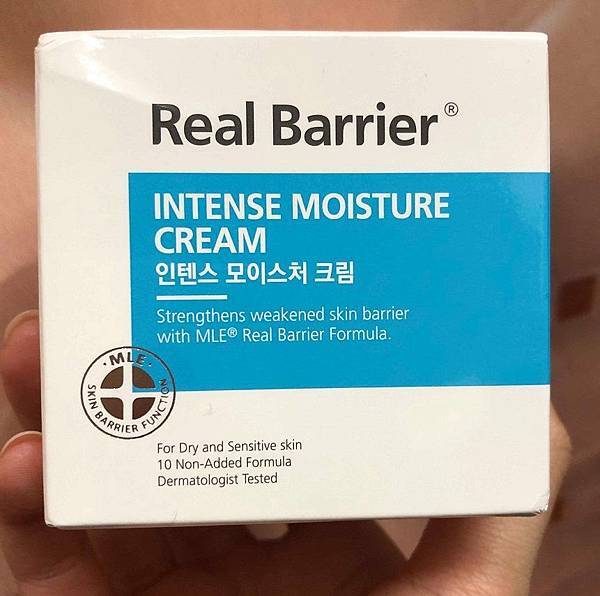 Real Barrier®
INTENSE MOISTURE
CREAM
인텐스 모이스처 크림
Strengthens weakened skin barrier
with MLE® Real Barrier Formula.
·MLE·
SKIN BARRIER FUNCTION
For Dry and Sensitive skin
10 Non-Added Formula
Dermatologist Tested